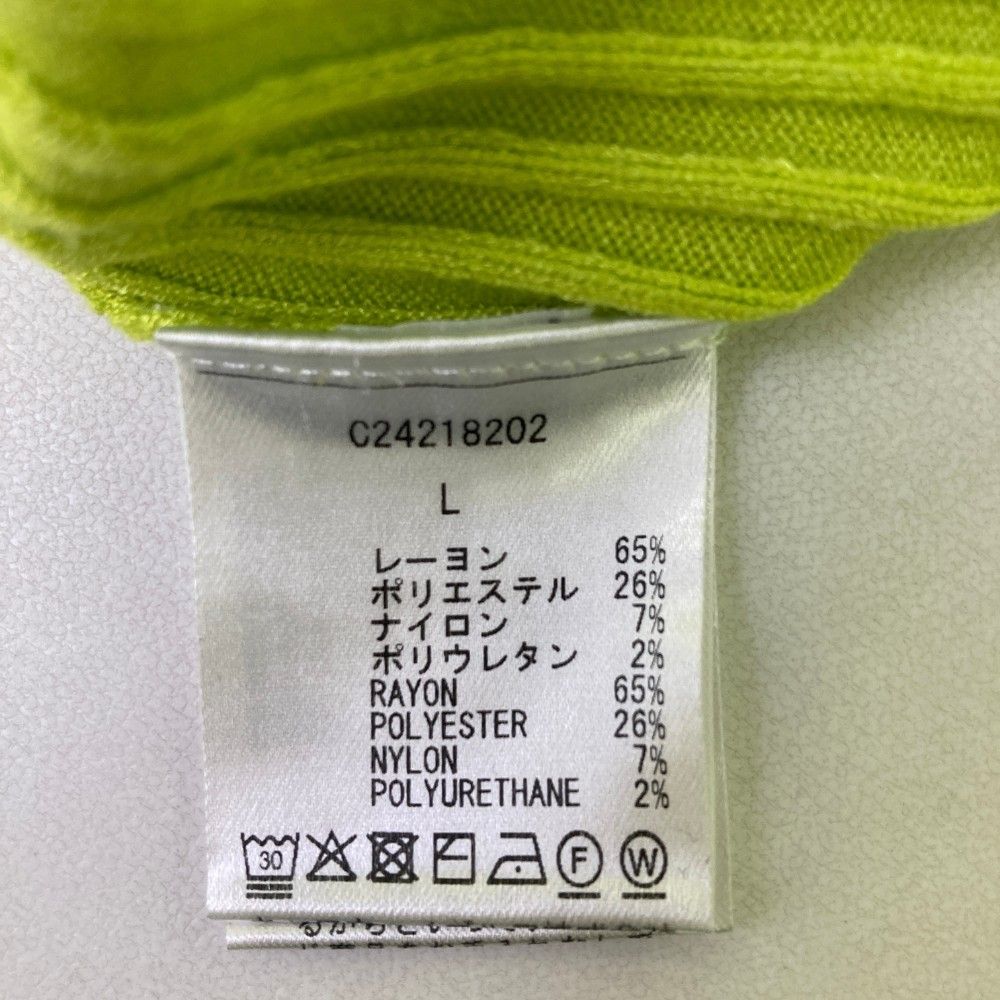 C24218202
L
レーヨン 65%
ポリエステル 26%
ナイロン 7%
ポリウレタン 2%
RAYON 65%
POLYESTER 26%
NYLON 7%
POLYURETHANE 2%
30 F W